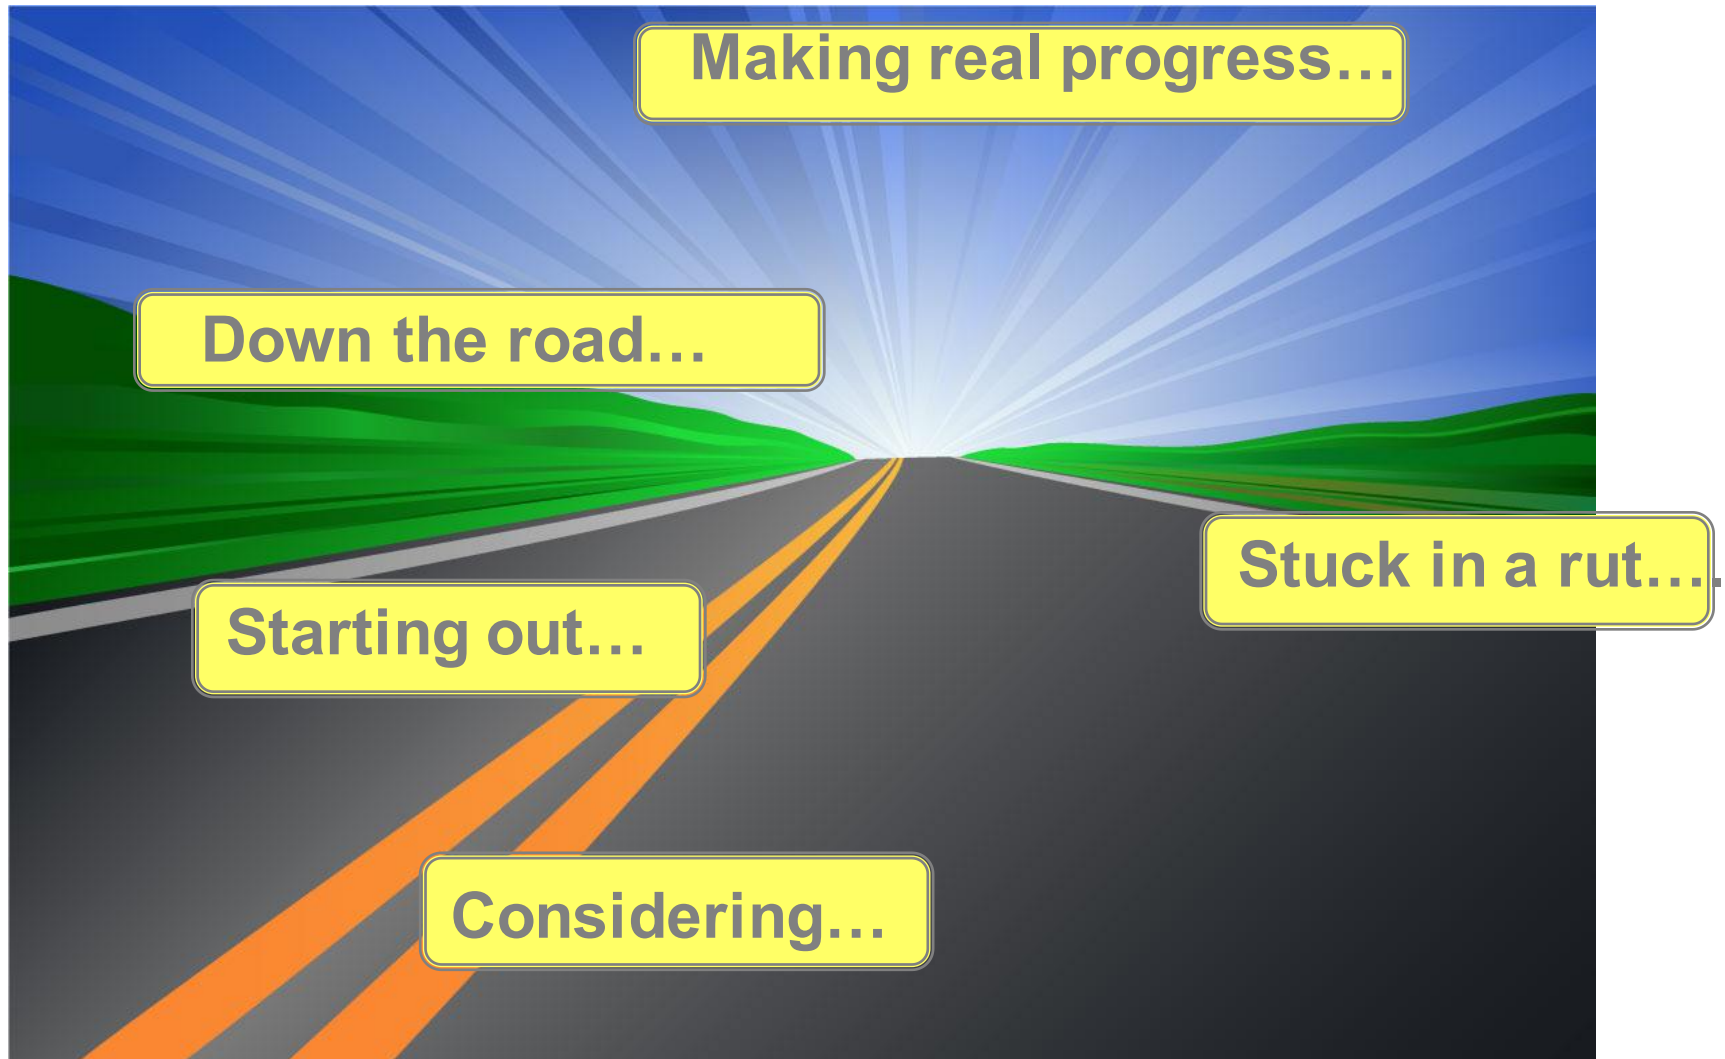 Making real progress…
Down the road…
Stuck in a rut…..
Starting out…
Considering…